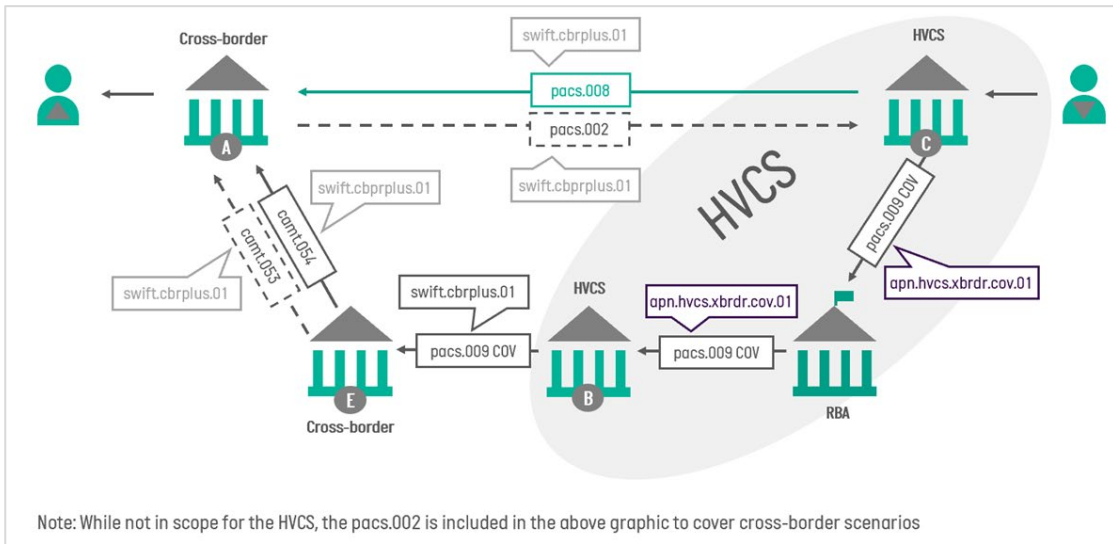 Cross-border
swift.cbrplus.01
HVCS
pacs.008
pacs.002
A
swift.cbprplus.01
C
HVCS
swift.cbprplus.01
camt.054
camt.053
pacs.009 COV
apn.hvcs.xbrdr.cov.01
swift.cbrplus.01
swift.cbrplus.01
HVCS
apn.hvcs.xbrdr.cov.01
pacs.009 COV
pacs.009 COV
E
B
RBA
Cross-border
Note: While not in scope for the HVCS, the pacs.002 is included in the above graphic to cover cross-border scenarios